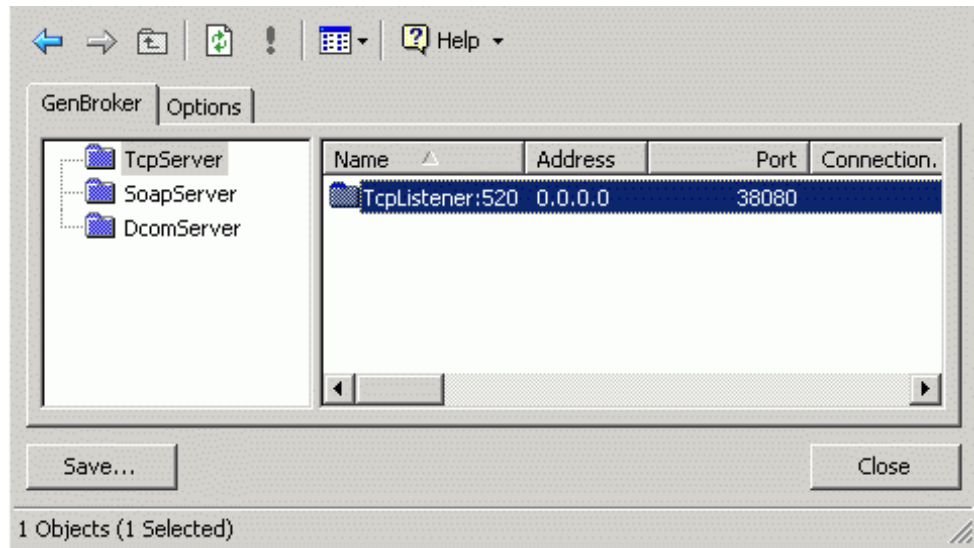 Help
GenBroker Options
TcpServer
SoapServer
DcomServer
Name Address Port Connection.
TcpListener:520 0.0.0.0 38080
Save... Close
1 Objects (1 Selected)